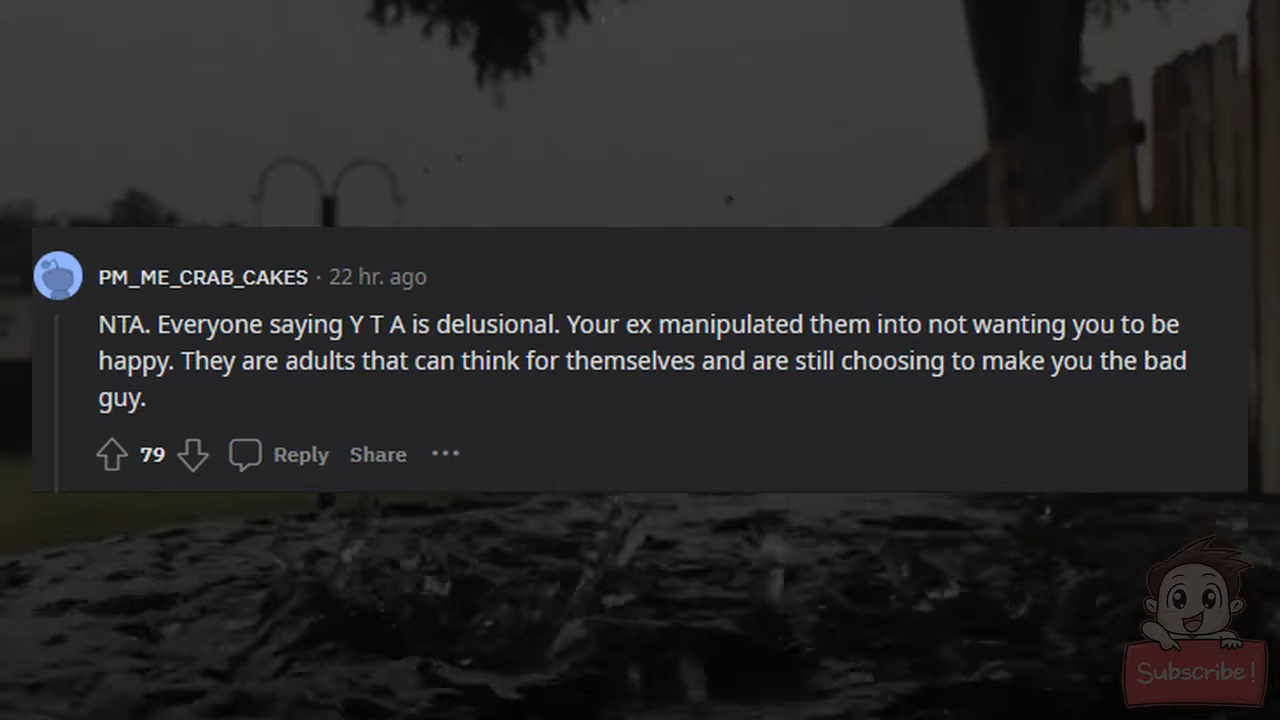 PM_ME_CRAB_CAKES · 22 hr. ago
NTA. Everyone saying Y T A is delusional. Your ex manipulated them into not wanting you to be
happy. They are adults that can think for themselves and are still choosing to make you the bad
guy.
79 Reply Share ···
Subscribe!